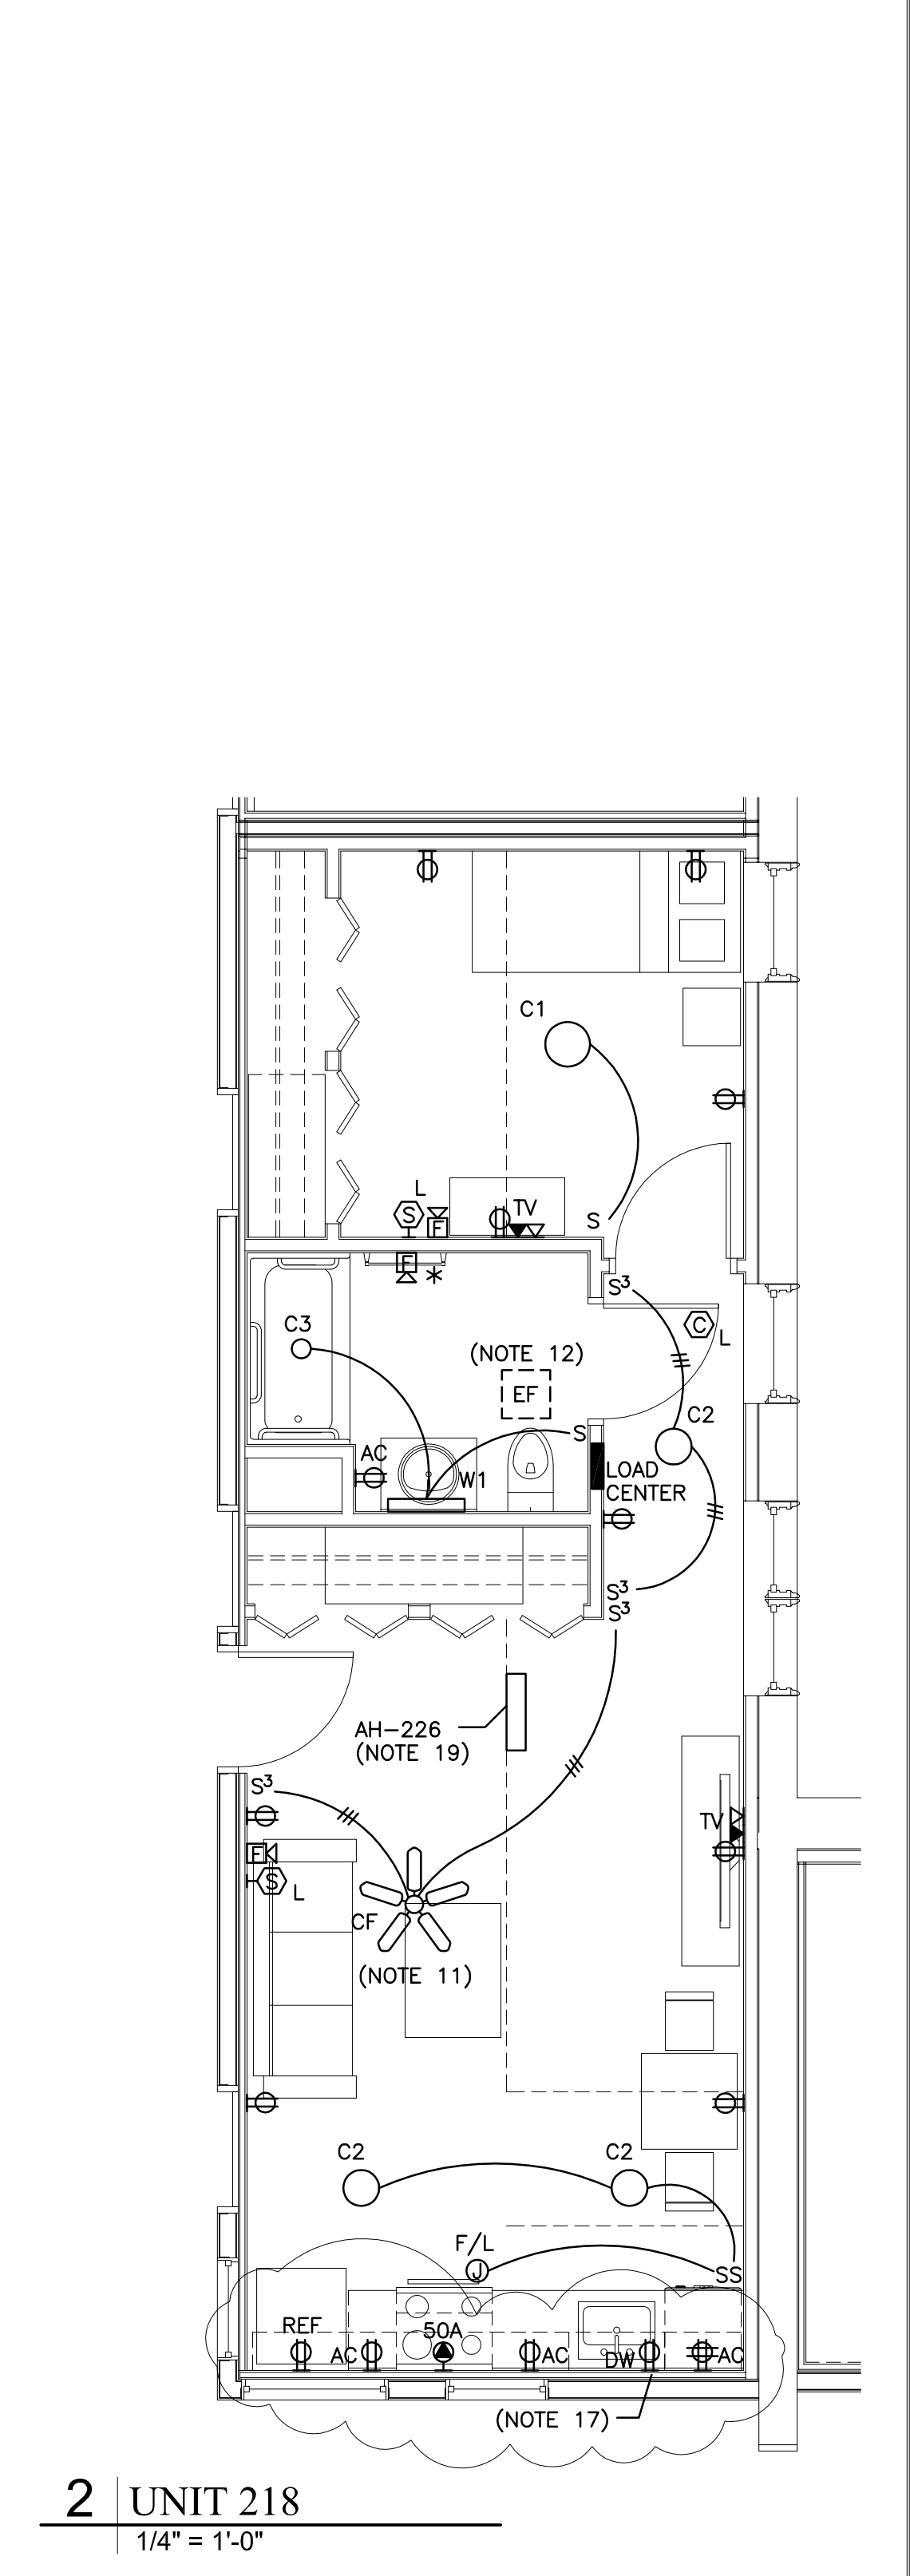 C1
L
S
F
TV
S
F
*
S³
C3
C
L
(NOTE 12)
EF
C2
S
AC
W1
LOAD
CENTER
S³
S³
AH-226
(NOTE 19)
S³
TV
F
S
L
CF
(NOTE 11)
C2
C2
F/L
J
SS
REF
50A
AC
AC
DW
AC
(NOTE 17)
2
UNIT 218
1/4" = 1'-0"